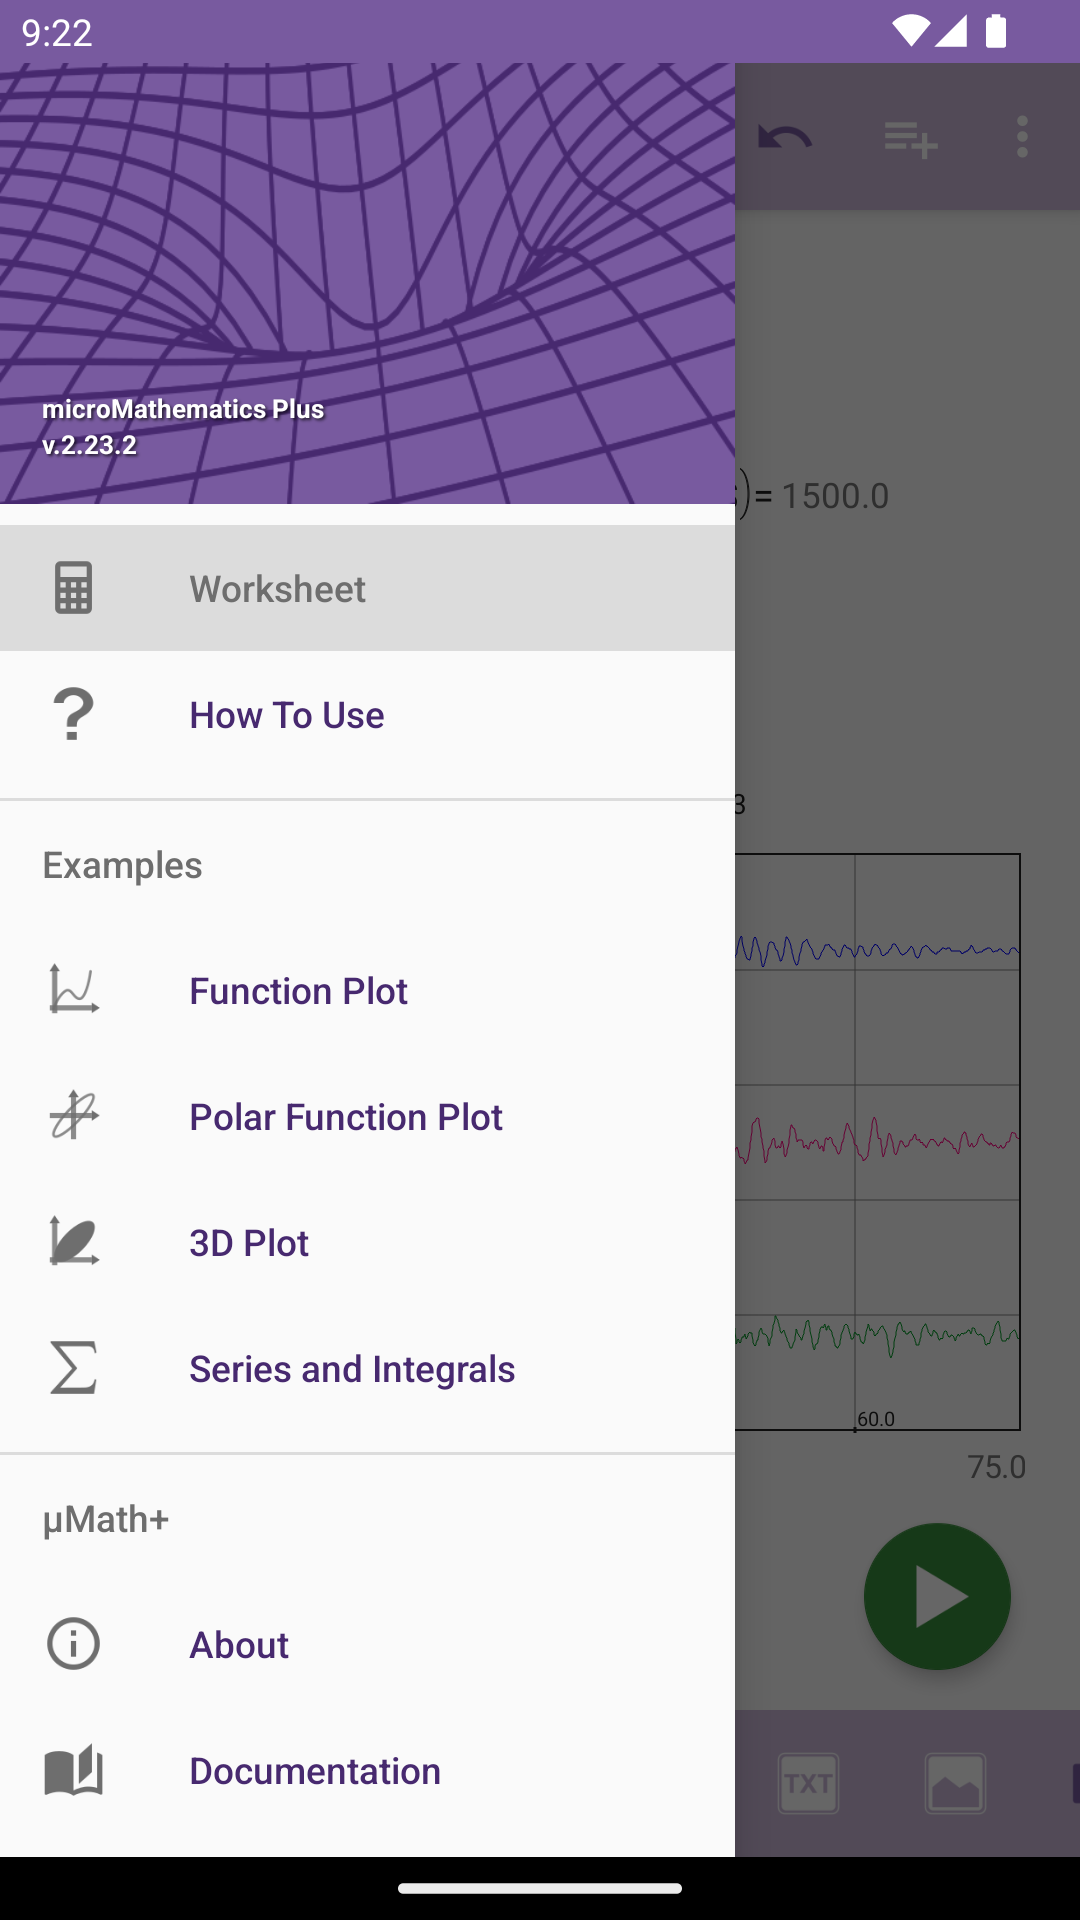 9:22
microMathematics Plus
v.2.23.2
)= 1500.0
Worksheet
How To Use
3
Examples
Function Plot
Polar Function Plot
3D Plot
Series and Integrals
60.0
75.0
µMath+
About
Documentation
TXT